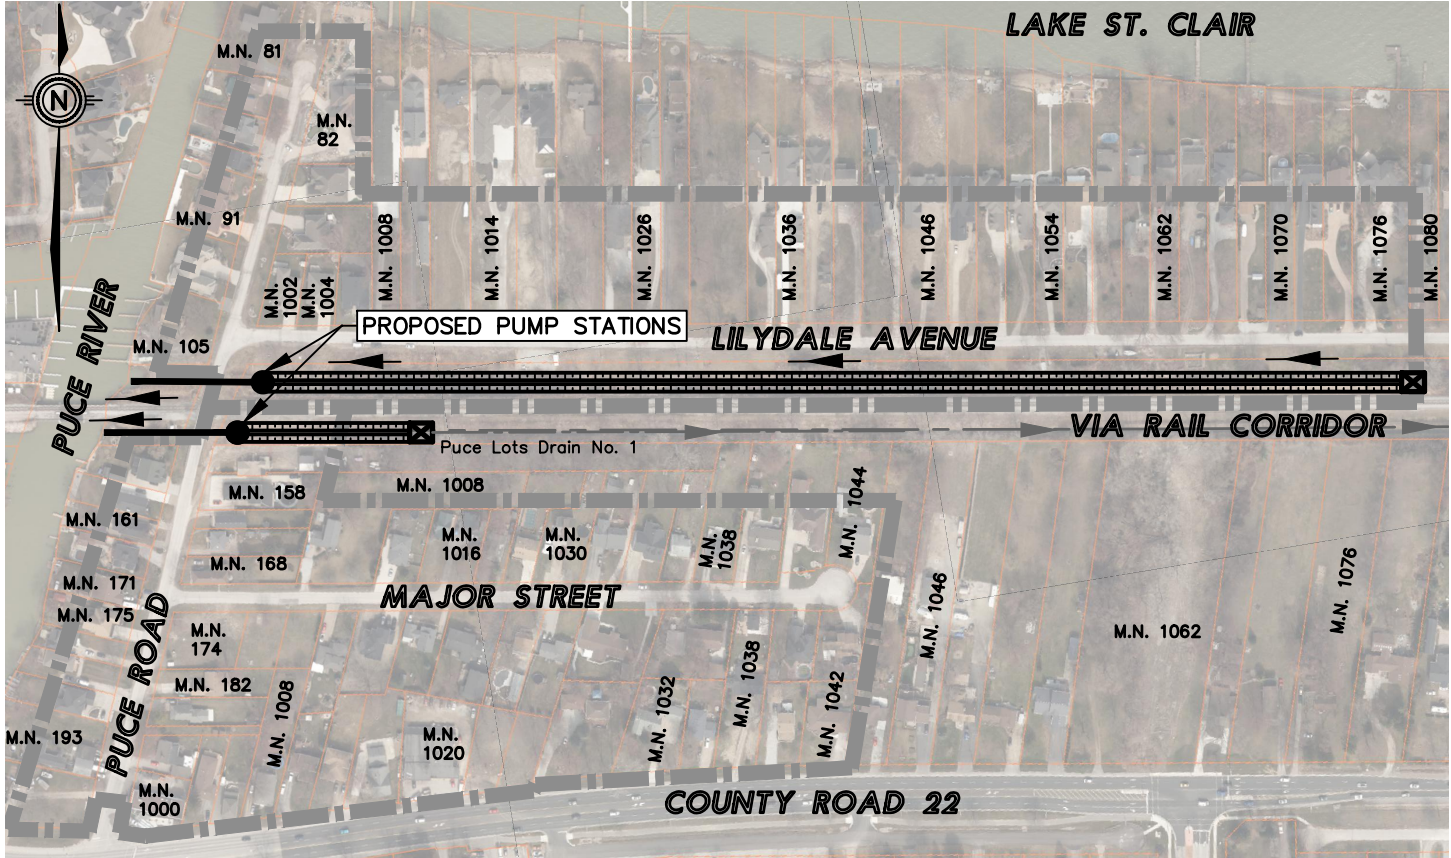 LAKE ST. CLAIR
M.N. 81
N
M.N.
82
M.N. 91
M.N.
1002
M.N.
1004
M.N. 1008
M.N. 1014
M.N. 1026
M.N. 1036
M.N. 1046
M.N. 1054
M.N. 1062
M.N. 1070
M.N. 1076
M.N. 1080
PUCE RIVER
PROPOSED PUMP STATIONS
LILYDALE AVENUE
M.N. 105
VIA RAIL CORRIDOR
Puce Lots Drain No. 1
M.N. 158
M.N. 1008
M.N. 1044
M.N. 161
M.N.
1016
M.N.
1030
M.N.
1038
M.N. 168
M.N. 171
M.N. 175
MAJOR STREET
M.N. 1046
M.N. 1062
M.N. 1076
PUCE ROAD
M.N.
174
M.N. 182
M.N. 1008
M.N. 1032
M.N. 1038
M.N. 1042
M.N. 193
M.N.
1020
M.N.
1000
COUNTY ROAD 22